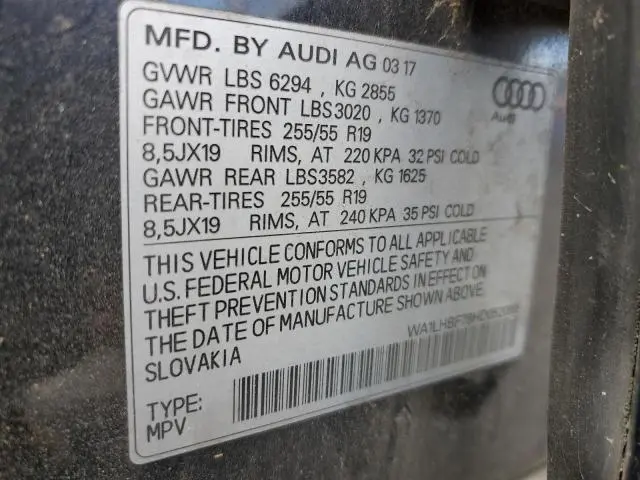 MFD. BY AUDI AG 03 17
GVWR LBS 6294 , KG 2855
GAWR FRONT LBS3020 , KG 1370
FRONT-TIRES 255/55 R19
8,5JX19 RIMS, AT 220 KPA 32 PSI COLD
GAWR REAR LBS3582 , KG 1625
REAR-TIRES 255/55 R19
8,5JX19 RIMS, AT 240 KPA 35 PSI COLD
Audi
THIS VEHICLE CONFORMS TO ALL APPLICABLE
U.S. FEDERAL MOTOR VEHICLE SAFETY AND
THEFT PREVENTION STANDARDS IN EFFECT ON
THE DATE OF MANUFACTURE SHOWN ABOVE.
SLOVAKIA
TYPE:
MPV